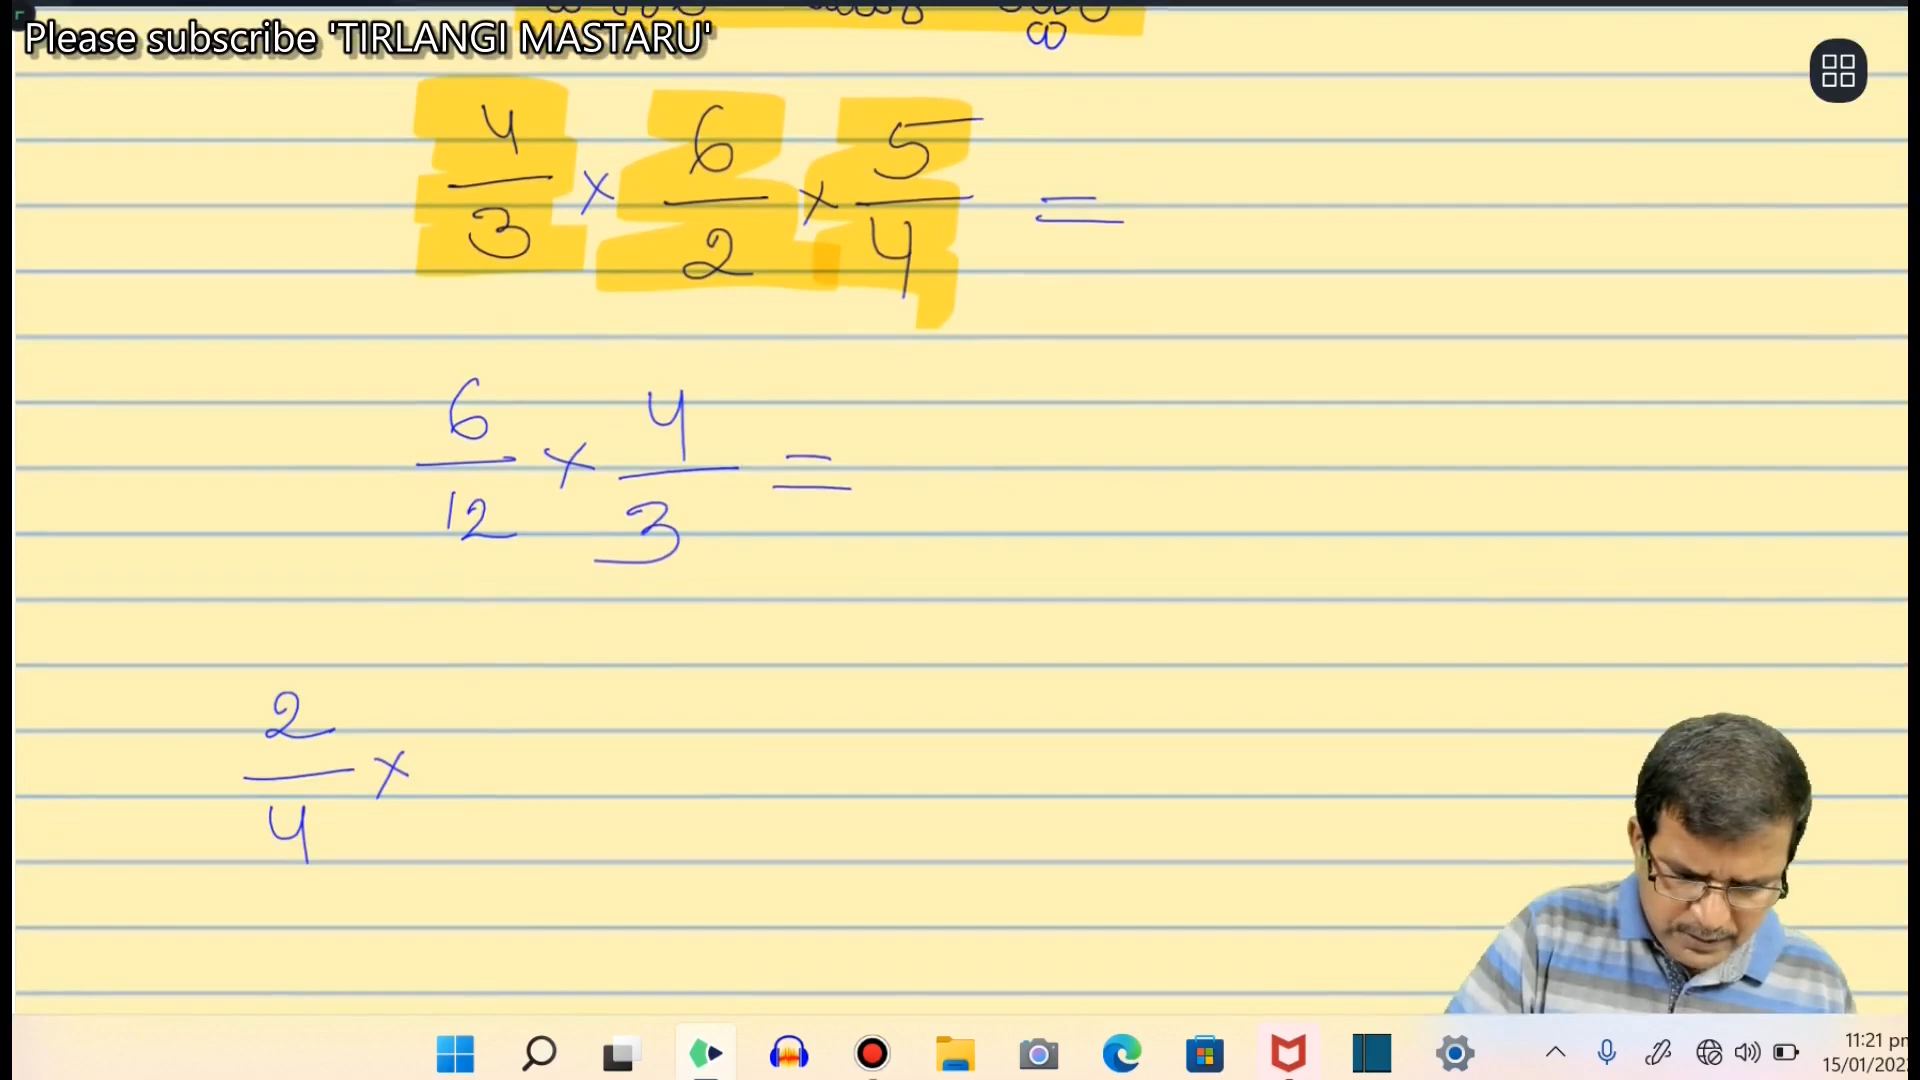 Please subscribe 'TIRLANGI MASTARU'
4/3 × 6/2 × 5/4 =
6/12 × 4/3 =
2/4 ×
11:21 pm
15/01/202